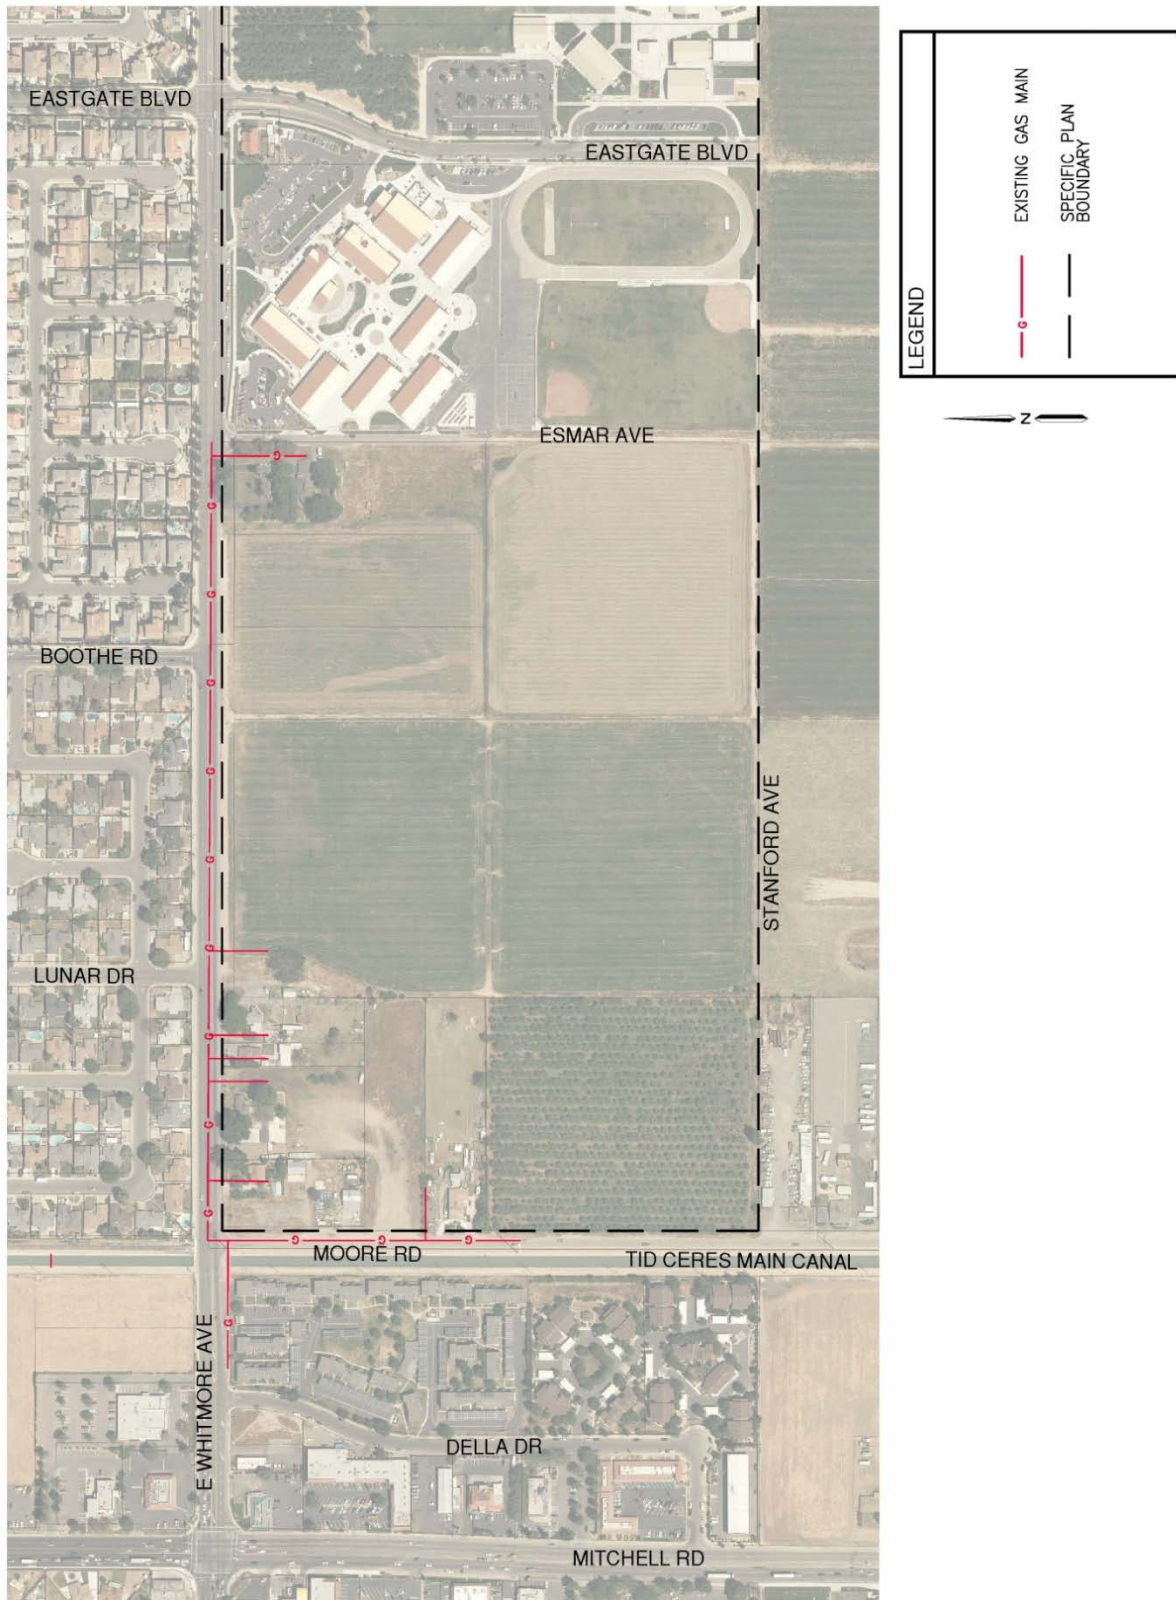 EASTGATE BLVD
EASTGATE BLVD
ESMAR AVE
BOOTHE RD
STANFORD AVE
LUNAR DR
MOORE RD
TID CERES MAIN CANAL
E WHITMORE AVE
DELLA DR
MITCHELL RD
G
G
G
G
G
G
G
G
G
G
G
G
G
G
LEGEND
G
EXISTING GAS MAIN
SPECIFIC PLAN
BOUNDARY
N